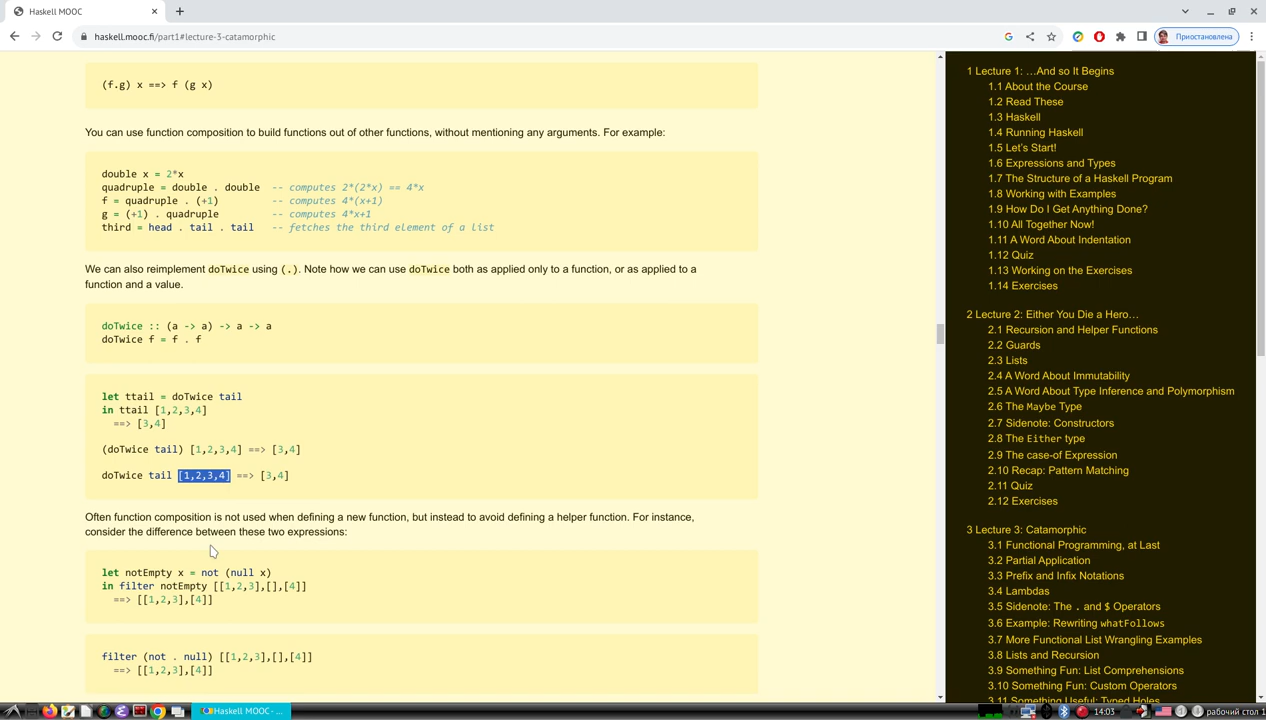 Haskell MOOC
haskell.mooc.fi/part1#lecture-3-catamorphic
Приостановлена
(f.g) x ==> f (g x)
You can use function composition to build functions out of other functions, without mentioning any arguments. For example:
double x = 2*x
quadruple = double . double  -- computes 2*(2*x) == 4*x
f = quadruple . (+1)         -- computes 4*(x+1)
g = (+1) . quadruple         -- computes 4*x+1
third = head . tail . tail   -- fetches the third element of a list
We can also reimplement doTwice using (.). Note how we can use doTwice both as applied only to a function, or as applied to a
function and a value.
doTwice :: (a -> a) -> a -> a
doTwice f = f . f
let ttail = doTwice tail
in ttail [1,2,3,4]
==> [3,4]
(doTwice tail) [1,2,3,4] ==> [3,4]
doTwice tail [1,2,3,4] ==> [3,4]
Often function composition is not used when defining a new function, but instead to avoid defining a helper function. For instance,
consider the difference between these two expressions:
let notEmpty x = not (null x)
in filter notEmpty [[1,2,3],[],[4]]
==> [[1,2,3],[4]]
filter (not . null) [[1,2,3],[],[4]]
==> [[1,2,3],[4]]
1 Lecture 1: …And so It Begins
1.1 About the Course
1.2 Read These
1.3 Haskell
1.4 Running Haskell
1.5 Let’s Start!
1.6 Expressions and Types
1.7 The Structure of a Haskell Program
1.8 Working with Examples
1.9 How Do I Get Anything Done?
1.10 All Together Now!
1.11 A Word About Indentation
1.12 Quiz
1.13 Working on the Exercises
1.14 Exercises
2 Lecture 2: Either You Die a Hero…
2.1 Recursion and Helper Functions
2.2 Guards
2.3 Lists
2.4 A Word About Immutability
2.5 A Word About Type Inference and Polymorphism
2.6 The Maybe Type
2.7 Sidenote: Constructors
2.8 The Either type
2.9 The case-of Expression
2.10 Recap: Pattern Matching
2.11 Quiz
2.12 Exercises
3 Lecture 3: Catamorphic
3.1 Functional Programming, at Last
3.2 Partial Application
3.3 Prefix and Infix Notations
3.4 Lambdas
3.5 Sidenote: The . and $ Operators
3.6 Example: Rewriting whatFollows
3.7 More Functional List Wrangling Examples
3.8 Lists and Recursion
3.9 Something Fun: List Comprehensions
3.10 Something Fun: Custom Operators
3.11 Something Useful: Typed Holes
Haskell MOOC - ...
14:03
рабочий стол 1